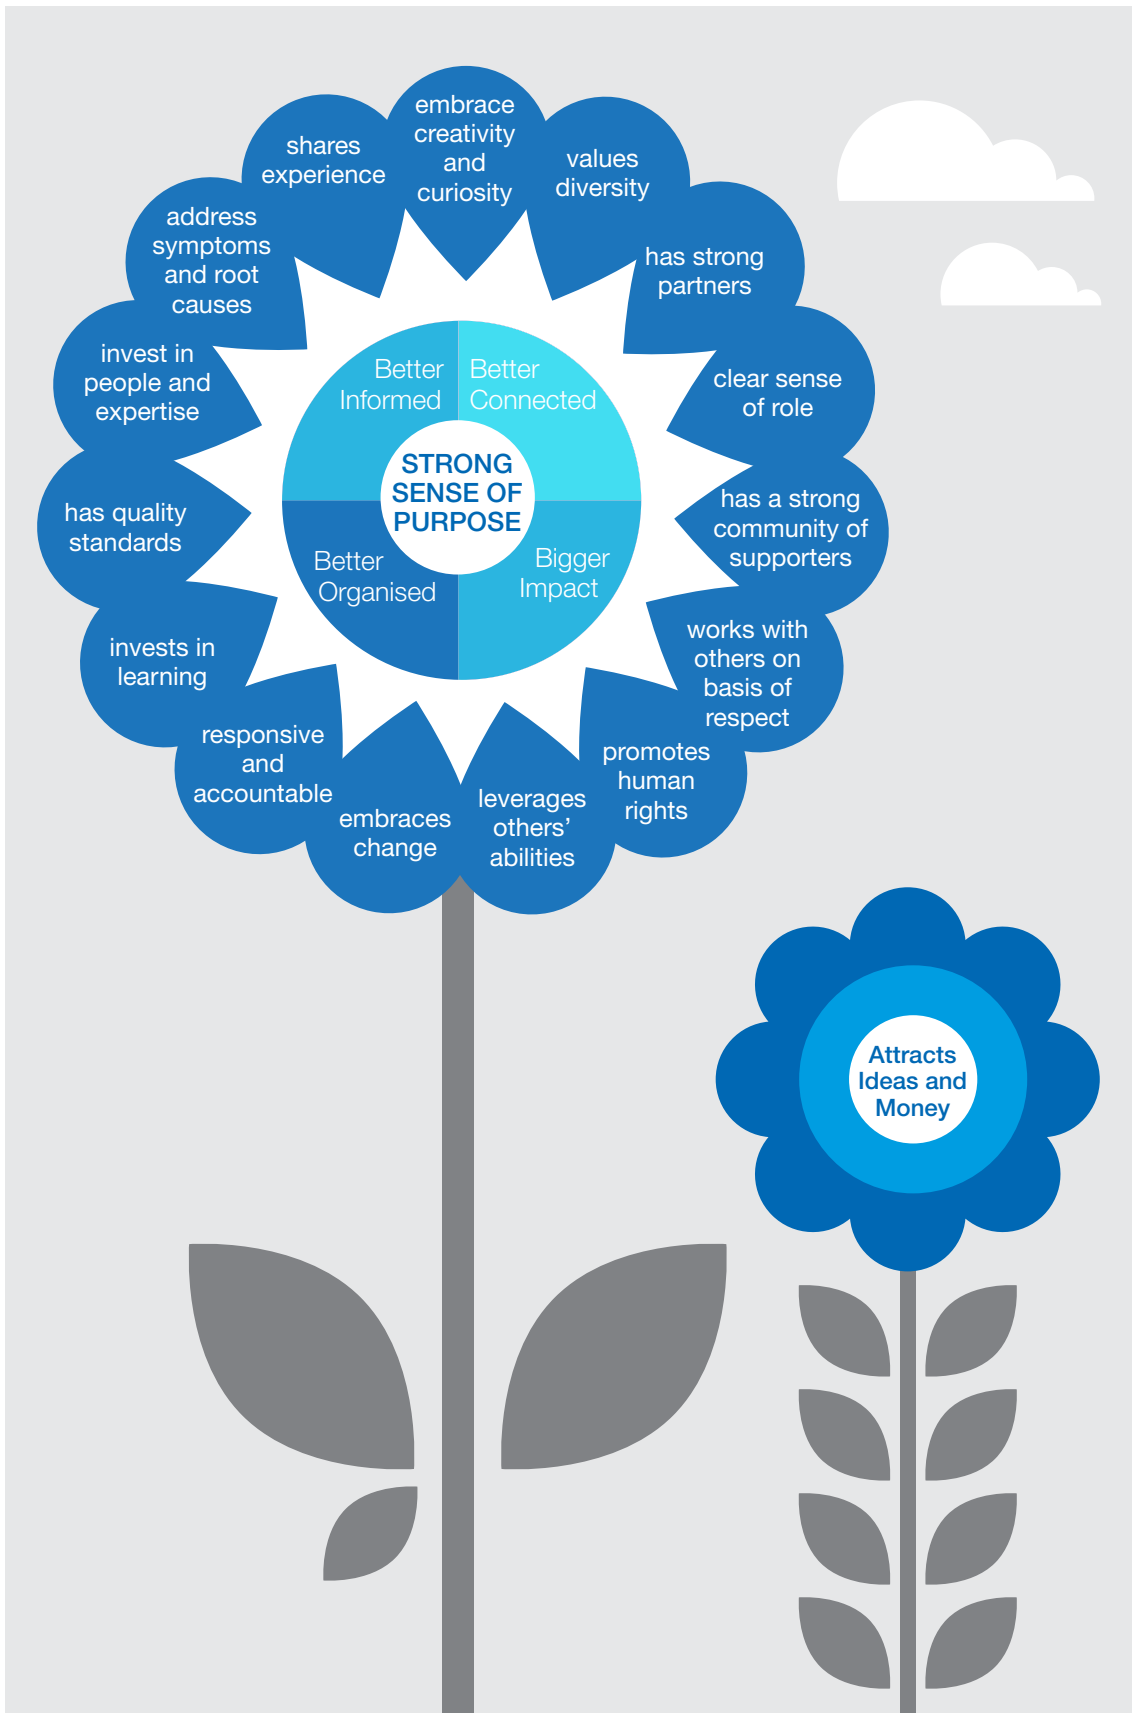 embrace
creativity
and
curiosity
values
diversity
has strong
partners
clear sense
of role
has a strong
community of
supporters
works with
others on
basis of
respect
promotes
human
rights
leverages
others’
abilities
embraces
change
responsive
and
accountable
invests in
learning
has quality
standards
invest in
people and
expertise
address
symptoms
and root
causes
shares
experience
Better
Informed
Better
Connected
STRONG
SENSE OF
PURPOSE
Better
Organised
Bigger
Impact
Attracts
Ideas and
Money